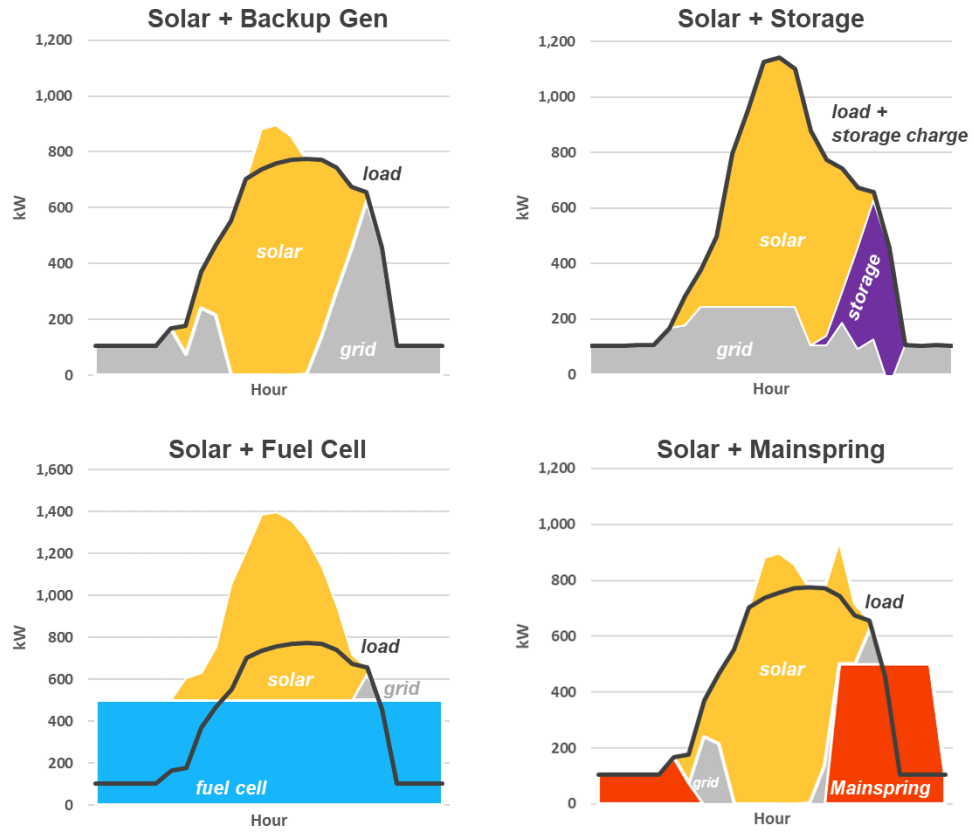 Solar + Backup Gen
1,200
1,000
800
600
400
200
0
kW
load
solar
grid
Hour
Solar + Storage
1,200
1,000
800
600
400
200
0
kW
load +
storage charge
solar
storage
grid
Hour
Solar + Fuel Cell
1,600
1,400
1,200
1,000
800
600
400
200
0
kW
load
solar
grid
fuel cell
Hour
Solar + Mainspring
1,200
1,000
800
600
400
200
0
kW
load
solar
grid
Mainspring
Hour